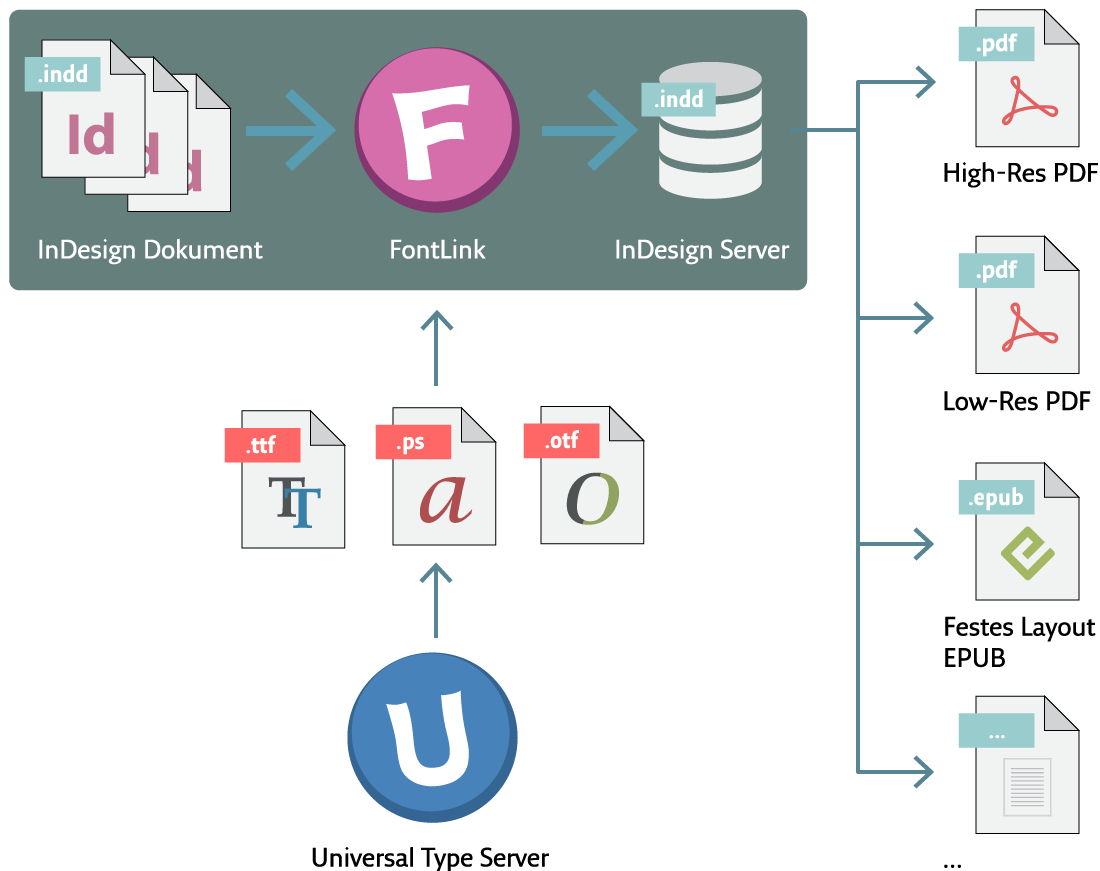 .indd
Id
d
d
InDesign Dokument
F
FontLink
.indd
InDesign Server
.pdf
High-Res PDF
.pdf
Low-Res PDF
.ttf
TT
.ps
a
.otf
O
.epub
e
Festes Layout
EPUB
U
Universal Type Server
...
...